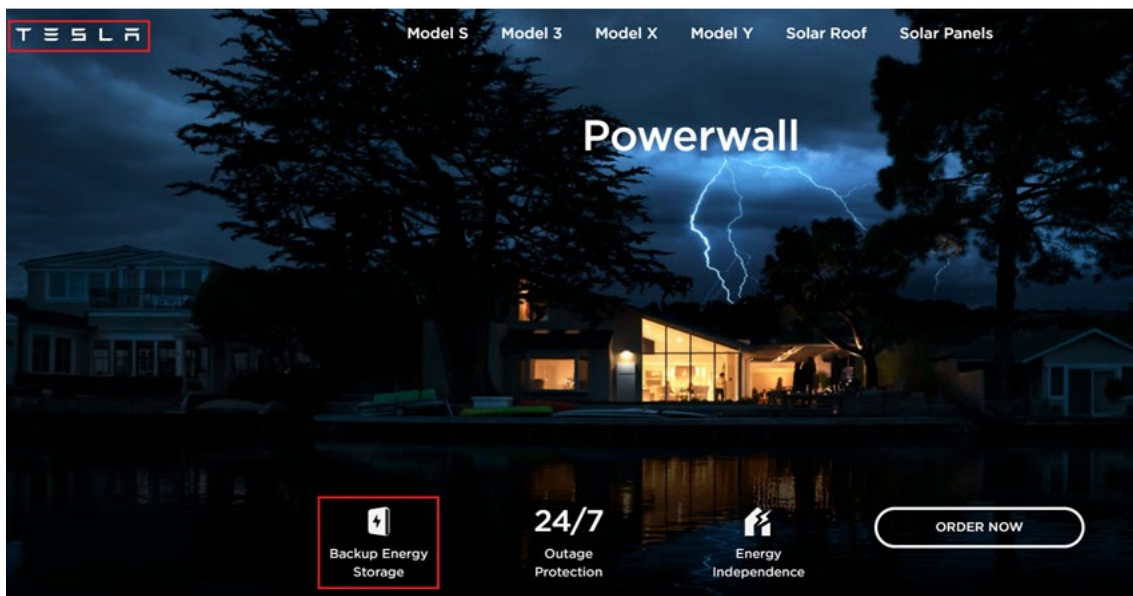 TESLA
Model S Model 3 Model X Model Y Solar Roof Solar Panels
Powerwall
Backup Energy
Storage
24/7
Outage
Protection
Energy
Independence
ORDER NOW